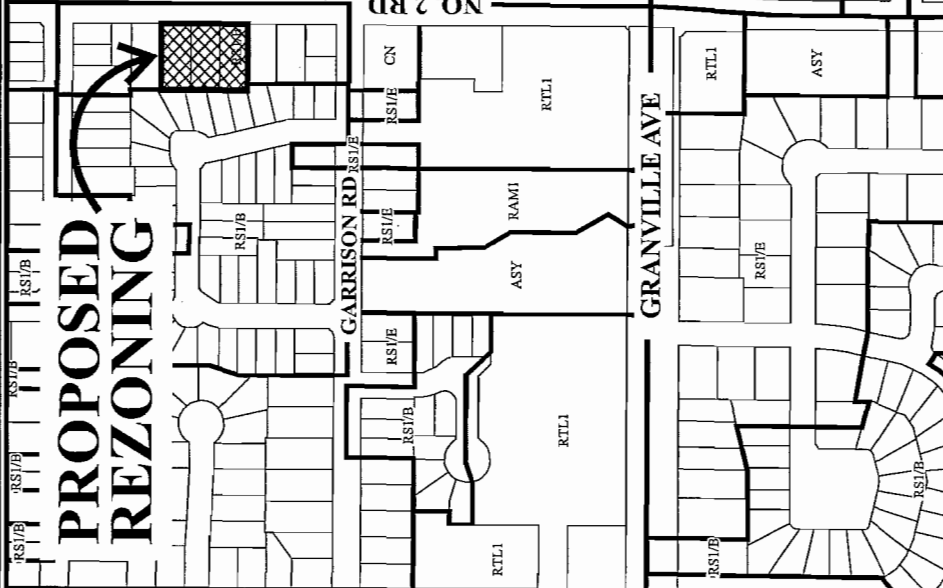 NO. 2 RD
CN
RS1/E
RTL1
RTL1
ASY
RS1/E
RS1/E
RAM1
GARRISON RD
GRANVILLE AVE
RS1/B
RS1/E
RS1/B
ASY
PROPOSED
REZONING
RS1/E
RS1/B
RS1/B
RTL1
RS1/B
RS1/B
RTL1
RS1/B
RS1/B